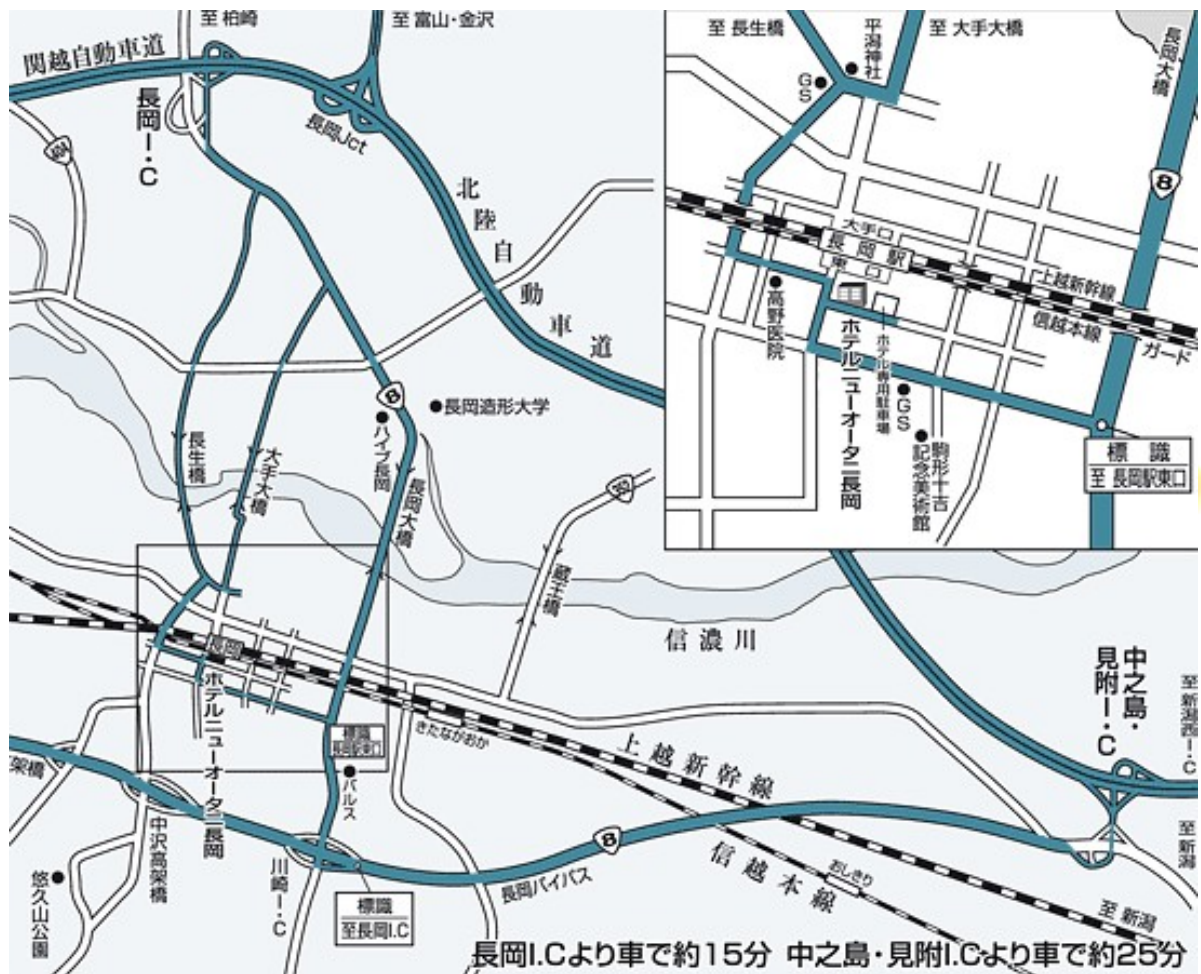 至 柏崎
至 富山・金沢
関越自動車道
長岡I・C
長岡Jct
404
北陸自動車道
8
長岡造形大学
ハイブ長岡
長生橋
大手大橋
長岡大橋
蔵王橋
信濃川
長岡
ホテルニューオータニ長岡
標識
長岡駅東口
パルス
きたながおか
上越新幹線
信越本線
おしきり
至 新潟
中之島・見附I・C
至 新潟西I・C
至 新潟
8
長岡バイパス
架橋
中沢高架橋
川崎I・C
悠久山公園
標識
至長岡I.C
長岡I.Cより車で約15分 中之島・見附I.Cより車で約25分
至 長生橋
平潟神社
至 大手大橋
GS
長岡大橋
8
大手口
長岡駅
東口
上越新幹線
信越本線
ガード
高野医院
ホテルニューオータニ長岡
ホテル専用駐車場
GS
駒形十吉記念美術館
標識
至 長岡駅東口